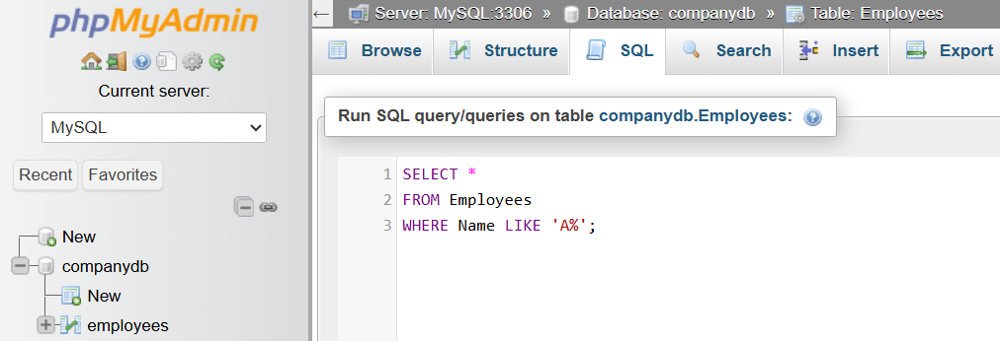 phpMyAdmin
Current server:
MySQL
Recent Favorites
New
companydb
New
employees
← Server: MySQL:3306 » Database: companydb » Table: Employees
Browse Structure SQL Search Insert Export
Run SQL query/queries on table companydb.Employees:
1 SELECT *
2 FROM Employees
3 WHERE Name LIKE 'A%';